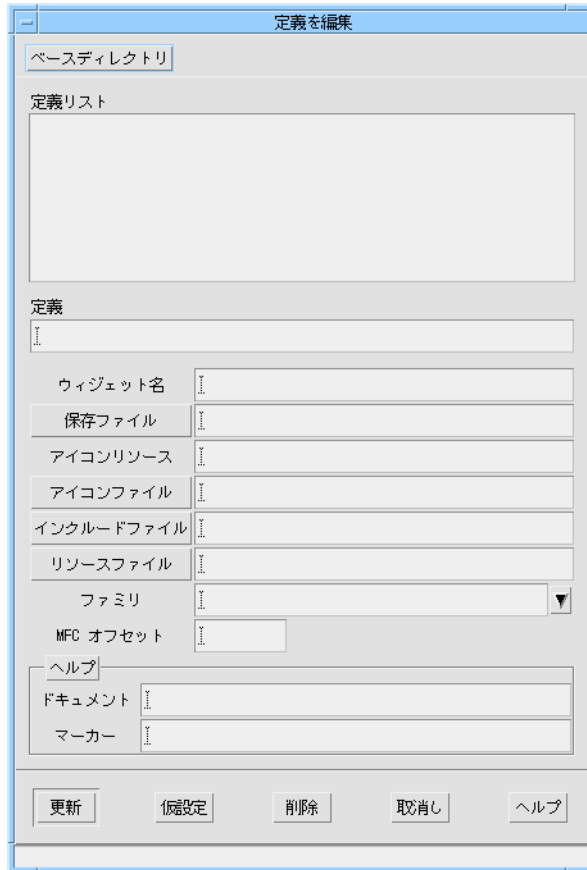 定義を編集
ベースディレクトリ
定義リスト
定義
ウィジェット名
保存ファイル
アイコンリソース
アイコンファイル
インクルードファイル
リソースファイル
ファミリ
MFC オフセット
ヘルプ
ドキュメント
マーカー
更新 仮設定 削除 取消し ヘルプ